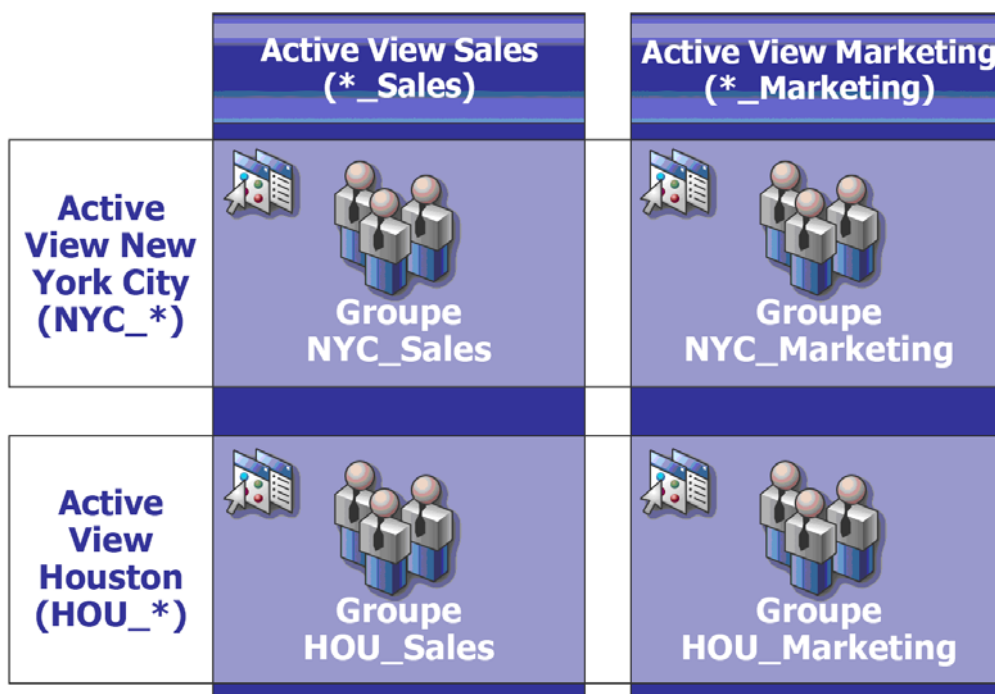 Active View Sales
(*_Sales)
Active View Marketing
(*_Marketing)
Active
View New
York City
(NYC_*)
Groupe
NYC_Sales
Groupe
NYC_Marketing
Active
View
Houston
(HOU_*)
Groupe
HOU_Sales
Groupe
HOU_Marketing